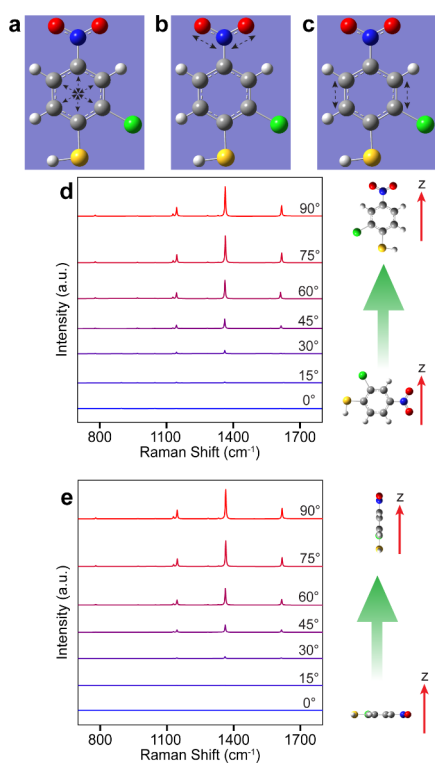 a
b
c
d
90°
75°
60°
45°
30°
15°
0°
Intensity (a.u.)
800
1100
1400
1700
Raman Shift (cm⁻¹)
z
z
e
90°
75°
60°
45°
30°
15°
0°
Intensity (a.u.)
800
1100
1400
1700
Raman Shift (cm⁻¹)
z
z